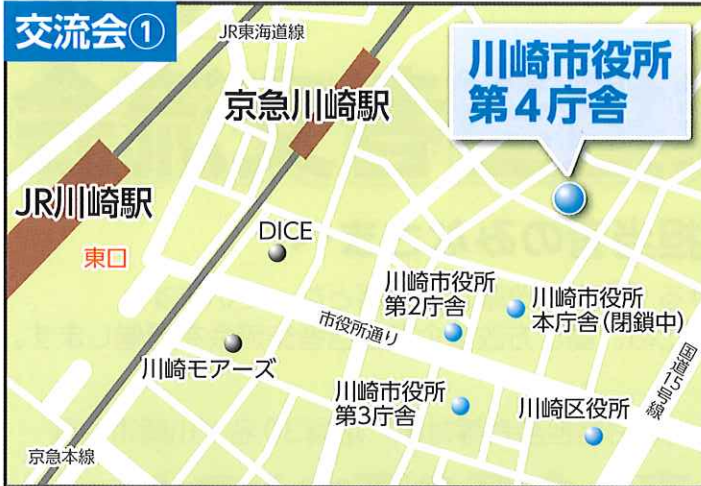 交流会①
JR東海道線
川崎市役所
第4庁舎
京急川崎駅
JR川崎駅
東口
DICE
川崎市役所
第2庁舎
川崎市役所
本庁舎(閉鎖中)
市役所通り
国道15号線
川崎モアーズ
川崎市役所
第3庁舎
川崎区役所
京急本線